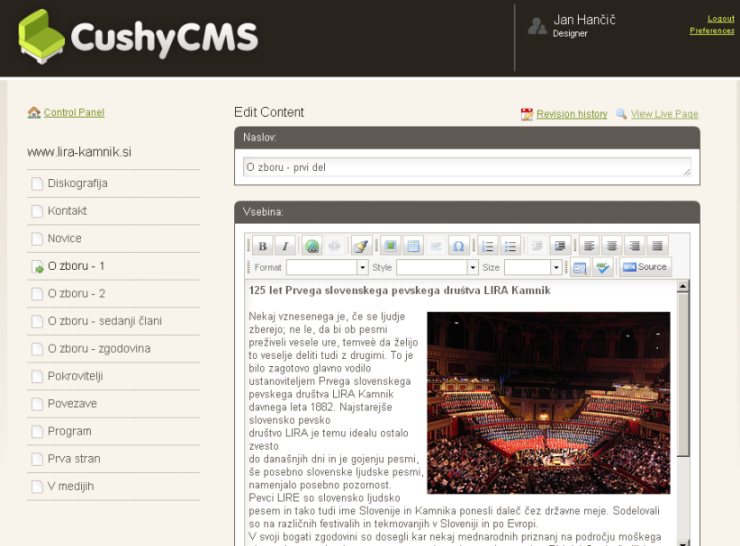 CushyCMS
Jan Hančič
Designer
Logout
Preferences
Control Panel
www.lira-kamnik.si
Diskografija
Kontakt
Novice
O zboru - 1
O zboru - 2
O zboru - sedanji člani
O zboru - zgodovina
Pokrovitelji
Povezave
Program
Prva stran
V medijih
Edit Content
Revision history
View Live Page
Naslov:
O zboru - prvi del
Vsebina:
B I Ω
Format Style Size Source
125 let Prvega slovenskega pevskega društva LIRA Kamnik
Nekaj vznesenega je, če se ljudje
zberejo; ne le, da bi ob pesmi
preživeli vesele ure, temveè da želijo
to veselje deliti tudi z drugimi. To je
bilo zagotovo glavno vodilo
ustanoviteljem Prvega slovenskega
pevskega društva LIRA Kamnik
davnega leta 1882. Najstarejše
slovensko pevsko
društvo LIRA je temu idealu ostalo
zvesto
do današnjih dni in je gojenju pesmi,
še posebno slovenske ljudske pesmi,
namenjalo posebno pozornost.
Pevci LIRE so slovensko ljudsko
pesem in tako tudi ime Slovenije in Kamnika ponesli daleč čez državne meje. Sodelovali
so na različnih festivalih in tekmovanjih v Sloveniji in po Evropi.
V svoji bogati zgodovini so dosegli kar nekaj mednarodnih priznanj na področju moškega